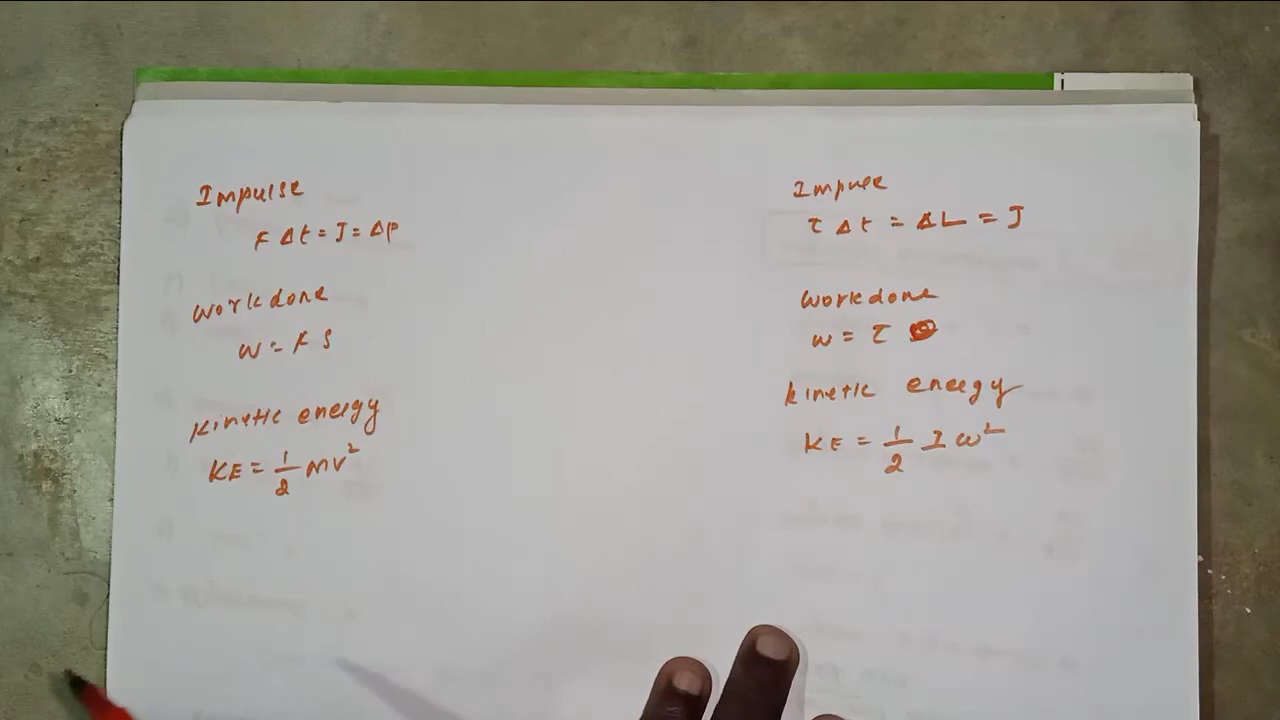 Impulse
F Δt = J = Δp
workdone
W = F S
Kinetic energy
KE = 1/2 mv²
Impulse
τ Δt = ΔL = J
workdone
w = τ
kinetic energy
KE = 1/2 I ω²